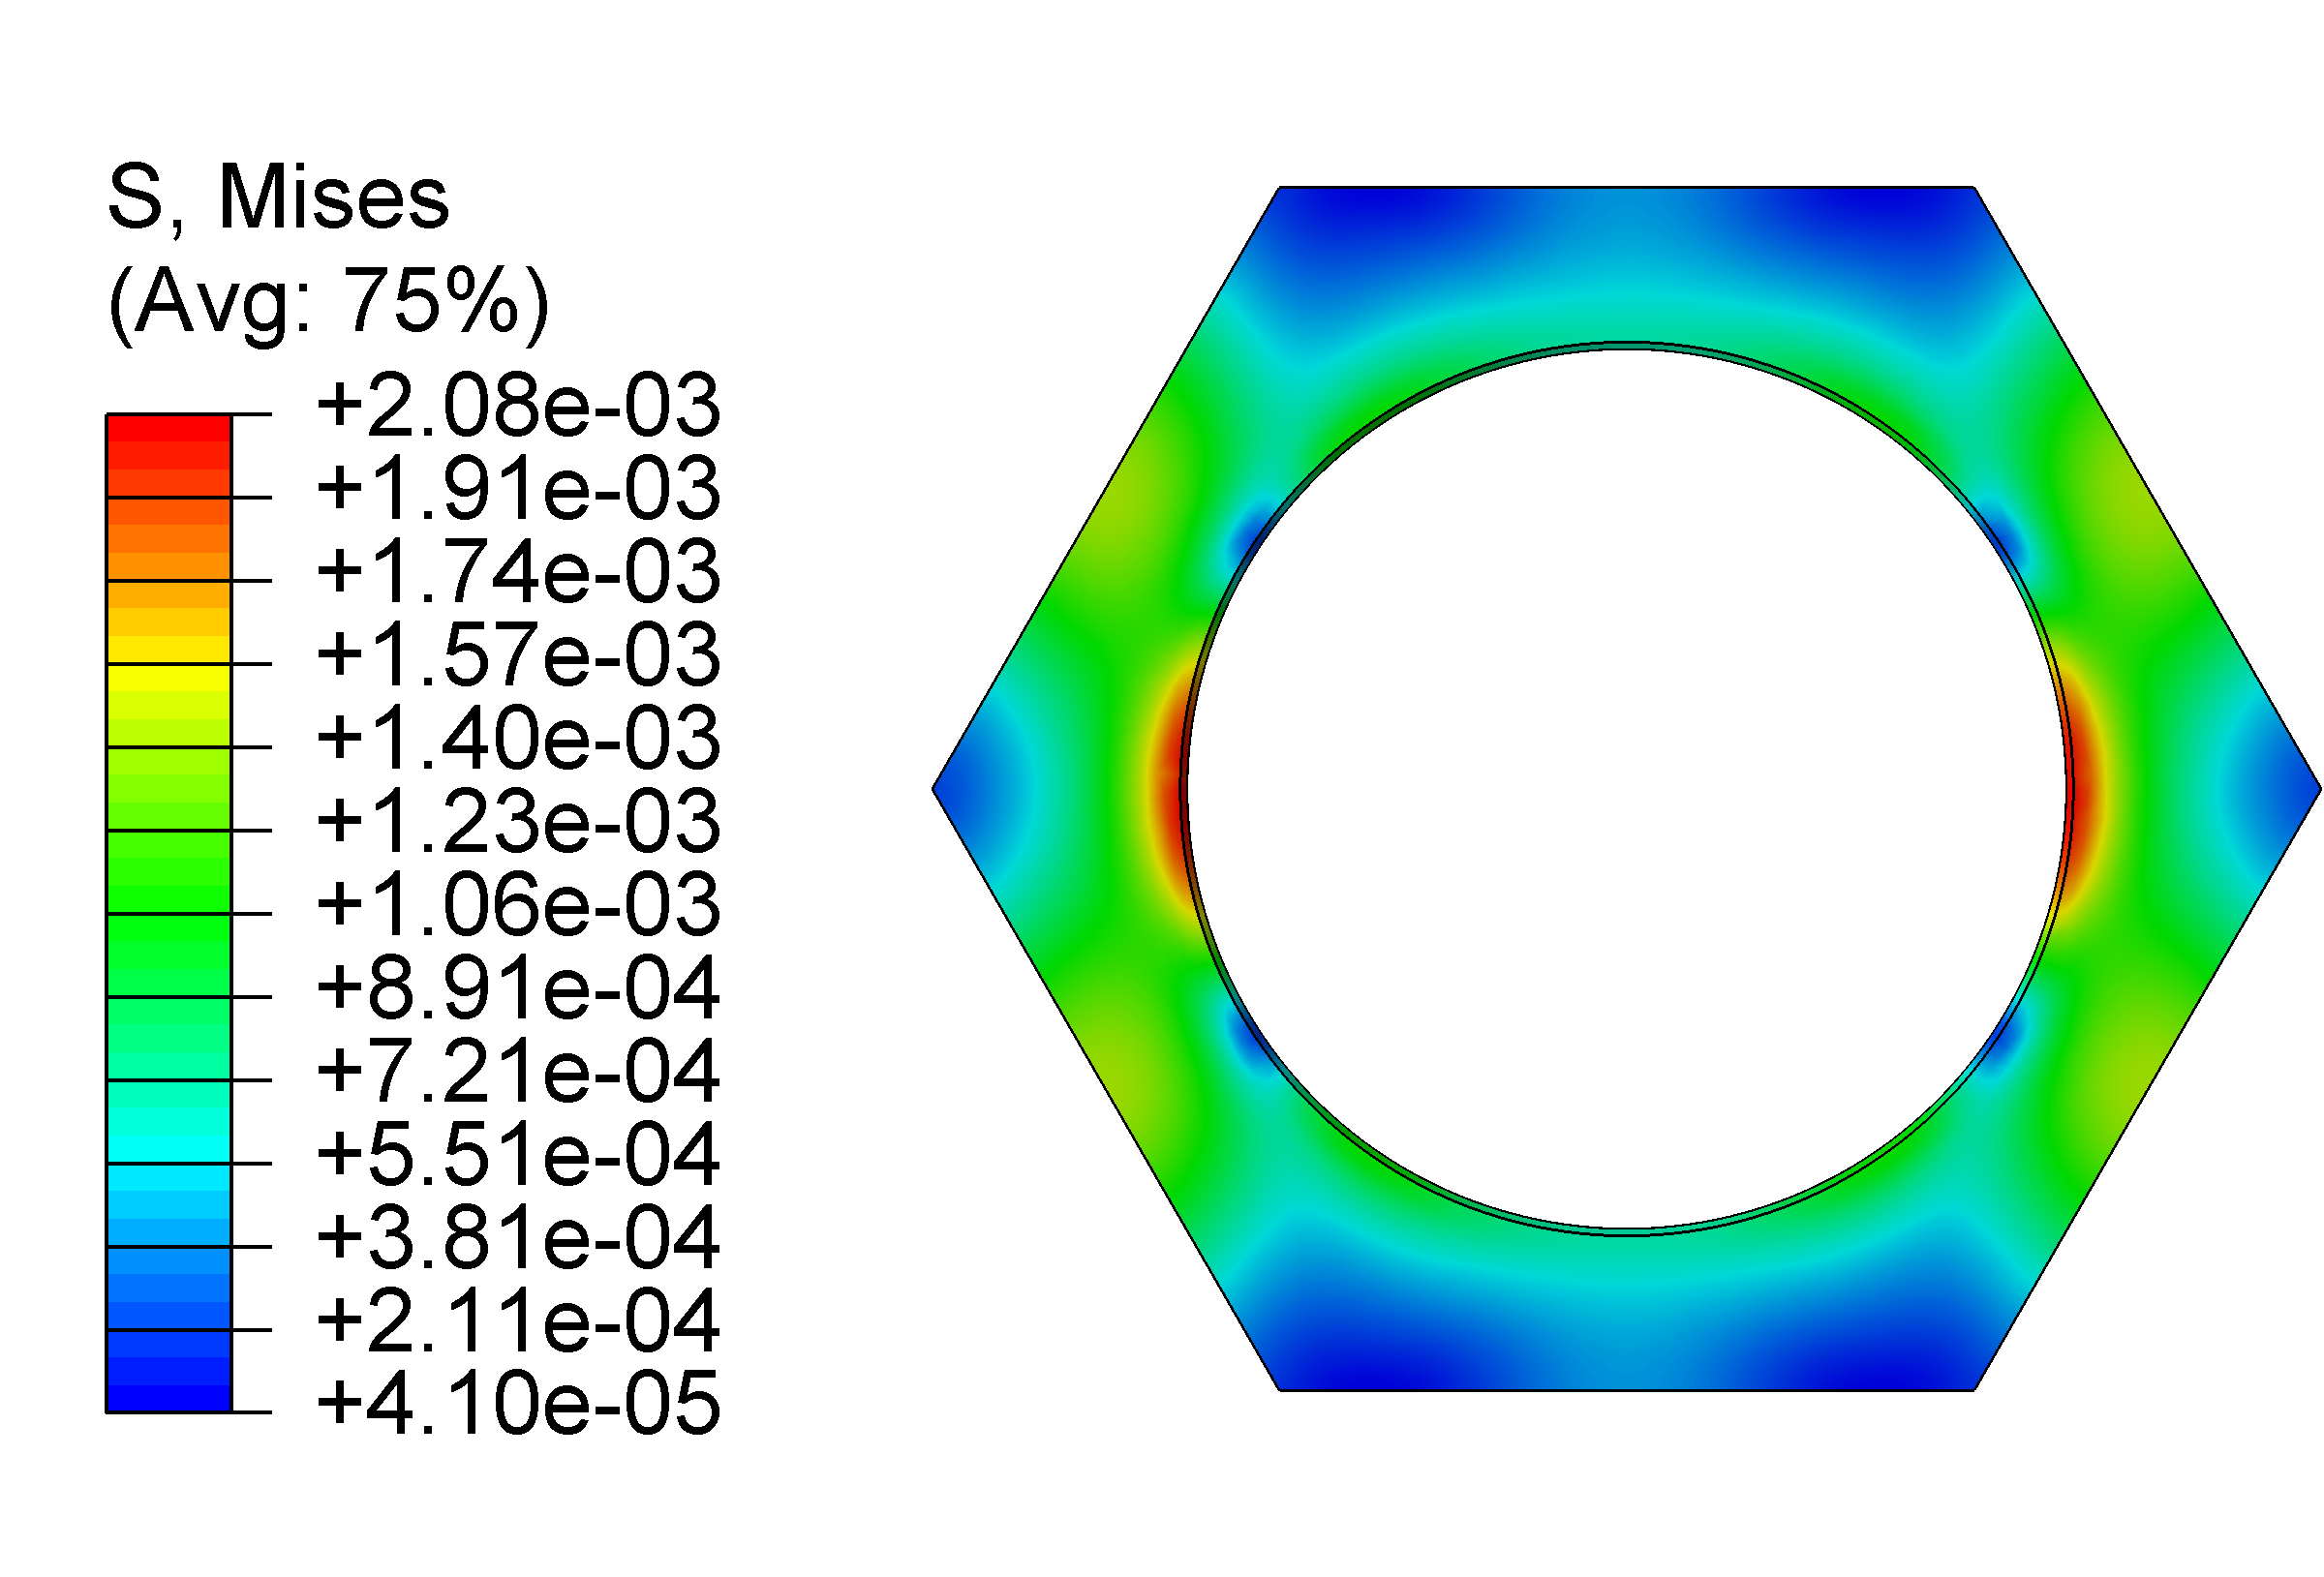 S, Mises
(Avg: 75%)
+2.08e-03
+1.91e-03
+1.74e-03
+1.57e-03
+1.40e-03
+1.23e-03
+1.06e-03
+8.91e-04
+7.21e-04
+5.51e-04
+3.81e-04
+2.11e-04
+4.10e-05